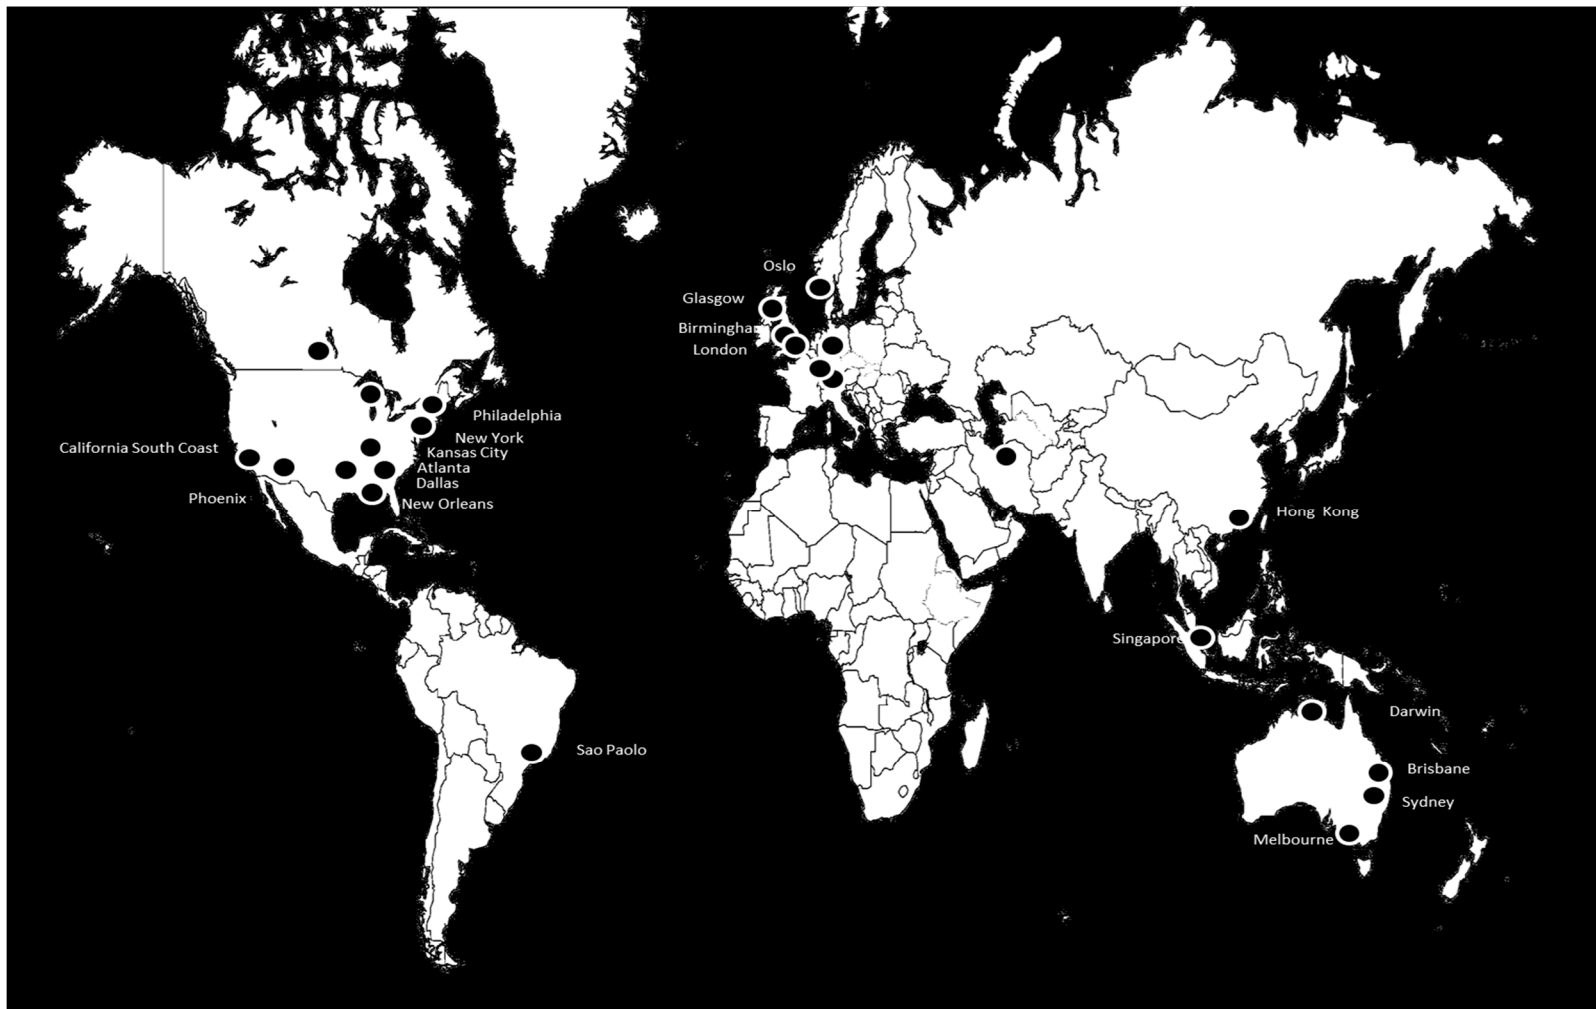 Oslo
Glasgow
Birmingham
London
Philadelphia
New York
California South Coast
Kansas City
Atlanta
Dallas
Phoenix
New Orleans
Hong Kong
Singapore
Darwin
Sao Paolo
Brisbane
Sydney
Melbourne